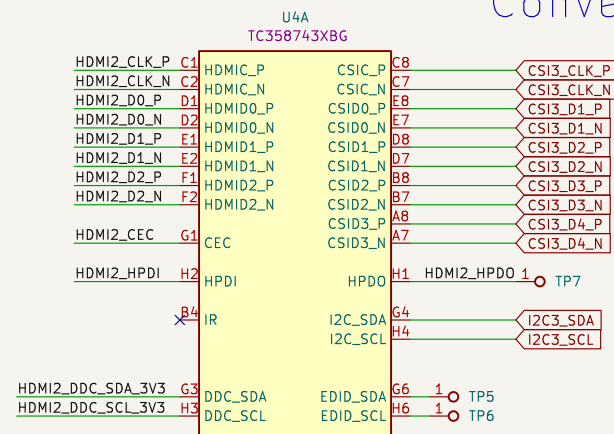 Conve
U4A
TC358743XBG
HDMI2_CLK_P C1 HDMIC_P CSIC_P C8 CSI3_CLK_P
HDMI2_CLK_N C2 HDMIC_N CSIC_N C7 CSI3_CLK_N
HDMI2_D0_P D1 HDMID0_P CSID0_P E8 CSI3_D1_P
HDMI2_D0_N D2 HDMID0_N CSID0_N E7 CSI3_D1_N
HDMI2_D1_P E1 HDMID1_P CSID1_P D8 CSI3_D2_P
HDMI2_D1_N E2 HDMID1_N CSID1_N D7 CSI3_D2_N
HDMI2_D2_P F1 HDMID2_P CSID2_P B8 CSI3_D3_P
HDMI2_D2_N F2 HDMID2_N CSID2_N B7 CSI3_D3_N
CSID3_P A8 CSI3_D4_P
HDMI2_CEC G1 CEC CSID3_N A7 CSI3_D4_N
HDMI2_HPDI H2 HPDI HPDO H1 HDMI2_HPDO 1 TP7
B4 IR I2C_SDA G4 I2C3_SDA
I2C_SCL H4 I2C3_SCL
HDMI2_DDC_SDA_3V3 G3 DDC_SDA EDID_SDA G6 1 TP5
HDMI2_DDC_SCL_3V3 H3 DDC_SCL EDID_SCL H6 1 TP6